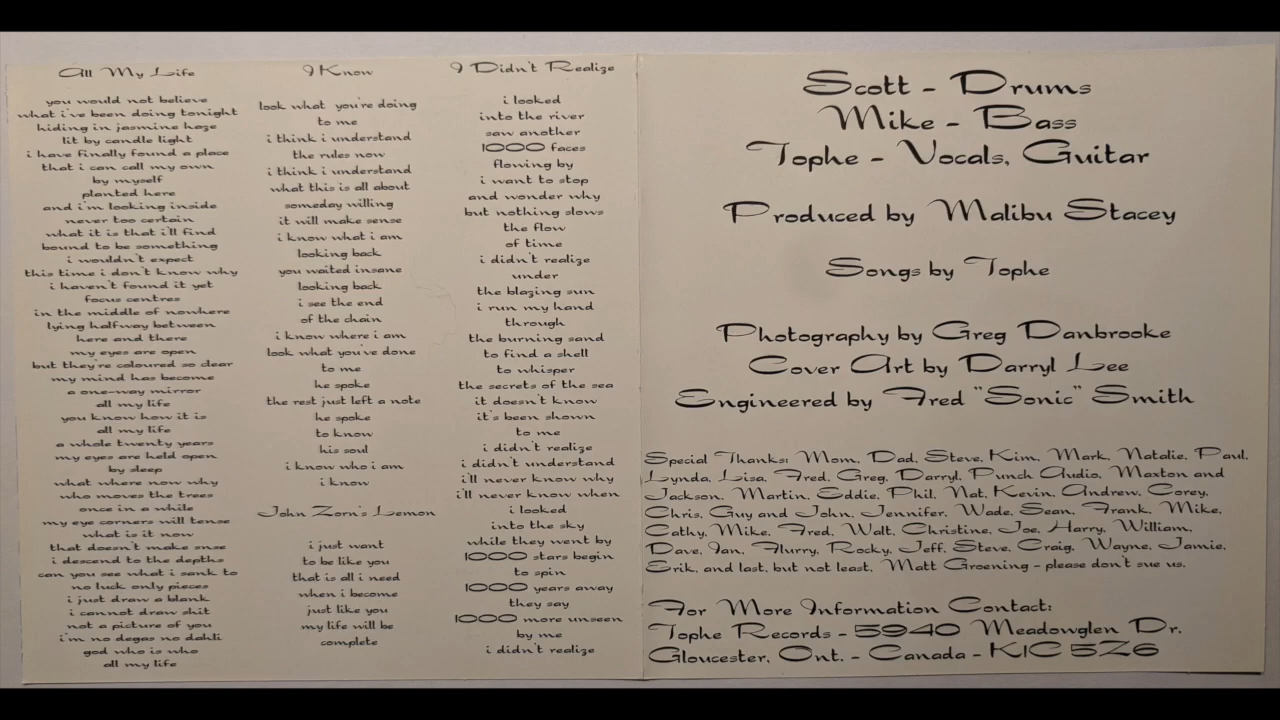 All My Life
you would not believe
what i've been doing tonight
hiding in jasmine haze
lit by candle light
i have finally found a place
that i can call my own
by myself
planted here
and i'm looking inside
never too certain
what it is that i'll find
bound to be something
i wouldn't expect
this time i don't know why
i haven't found it yet
focus centres
in the middle of nowhere
lying halfway between
here and there
my eyes are open
but they're coloured so clear
my mind has become
a one-way mirror
all my life
you know how it is
all my life
a whole twenty years
my eyes are held open
by sleep
what where now why
who moves the trees
once in a while
my eye corners will tense
what is it now
that doesn't make snse
i descend to the depths
can you see what i sank to
no luck only pieces
i just draw a blank
i cannot draw shit
not a picture of you
i'm no degas no dahli
god who is who
all my life
I Know
look what you're doing
to me
i think i understand
the rules now
i think i understand
what this is all about
someday willing
it will make sense
i know what i am
looking back
you waited insane
looking back
i see the end
of the chain
i know where i am
look what you've done
to me
he spoke
the rest just left a note
he spoke
to know
his soul
i know who i am
i know
John Zorn's Lemon
i just want
to be like you
that is all i need
when i become
just like you
my life will be
complete
I Didn't Realize
i looked
into the river
saw another
1000 faces
flowing by
i want to stop
and wonder why
but nothing slows
the flow
of time
i didn't realize
under
the blazing sun
i run my hand
through
the burning sand
to find a shell
to whisper
the secrets of the sea
it doesn't know
it's been shown
to me
i didn't realize
i didn't understand
i'll never know why
i'll never know when
i looked
into the sky
while they went by
1000 stars begin
to spin
1000 years away
they say
1000 more unseen
by me
i didn't realize
Scott - Drums
Mike - Bass
Tophe - Vocals, Guitar
Produced by Malibu Stacey
Songs by Tophe
Photography by Greg Danbrooke
Cover Art by Darryl Lee
Engineered by Fred "Sonic" Smith
Special Thanks: Mom, Dad, Steve, Kim, Mark, Natalie, Paul,
Lynda, Lisa, Fred, Greg, Darryl, Punch Audio, Maxton and
Jackson, Martin, Eddie, Phil, Nat, Kevin, Andrew, Corey,
Chris, Guy and John, Jennifer, Wade, Sean, Frank, Mike,
Cathy, Mike, Fred, Walt, Christine, Joe, Harry, William,
Dave, Ian, Flurry, Rocky, Jeff, Steve, Craig, Wayne, Jamie,
Erik, and last, but not least, Matt Groening - please don't sue us.
For More Information Contact:
Tophe Records - 5940 Meadowglen Dr.
Gloucester, Ont. - Canada - K1C 5Z6